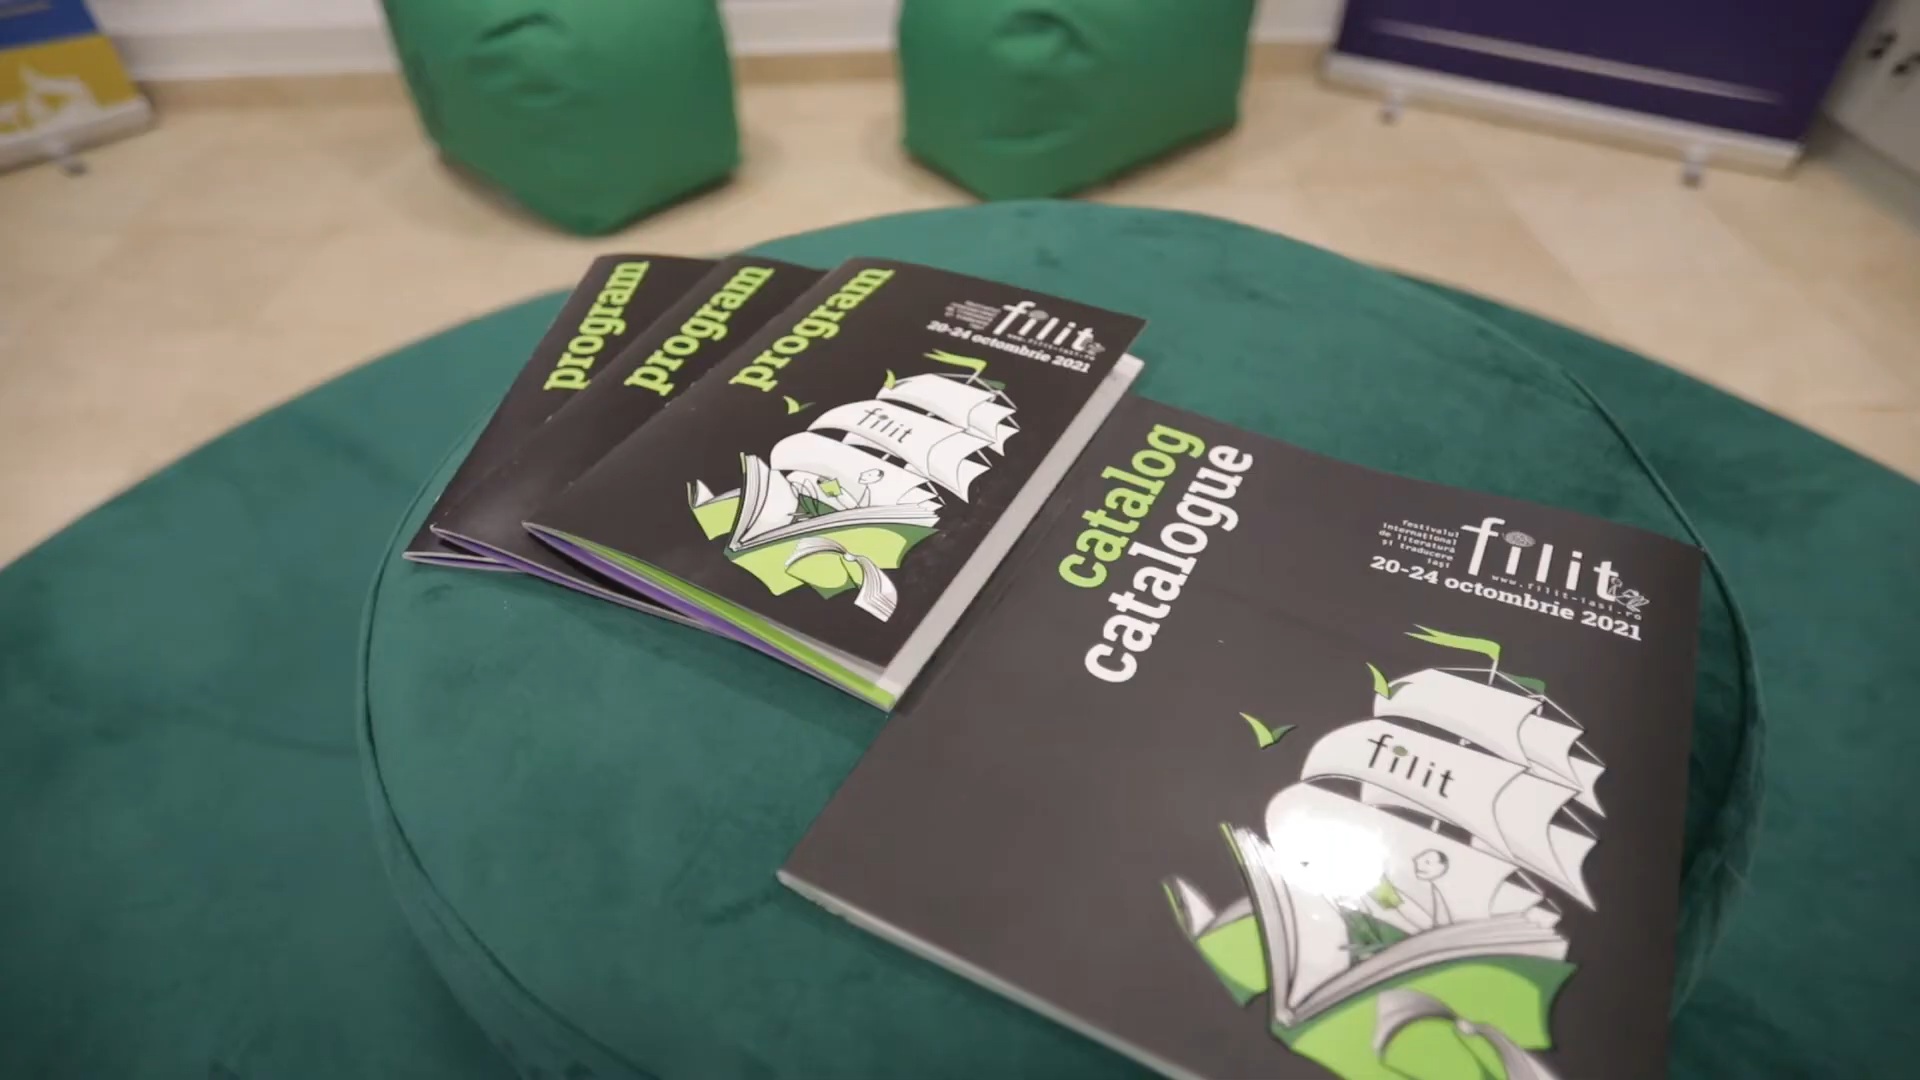 program
program
program
filit
20-24 octombrie 2021
filit
catalog
catalogue
festivalul
internațional
de literatură
și traducere
iași
filit
www.filit-iasi.ro
20-24 octombrie 2021
filit